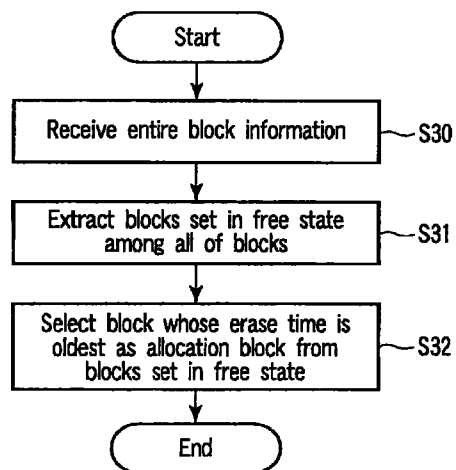 Start
Receive entire block information
S30
Extract blocks set in free state
among all of blocks
S31
Select block whose erase time is
oldest as allocation block from
blocks set in free state
S32
End